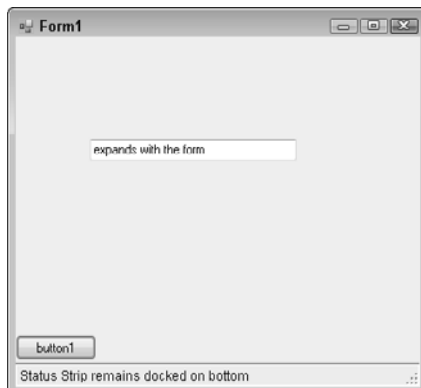 Form1
expands with the form
button1
Status Strip remains docked on bottom